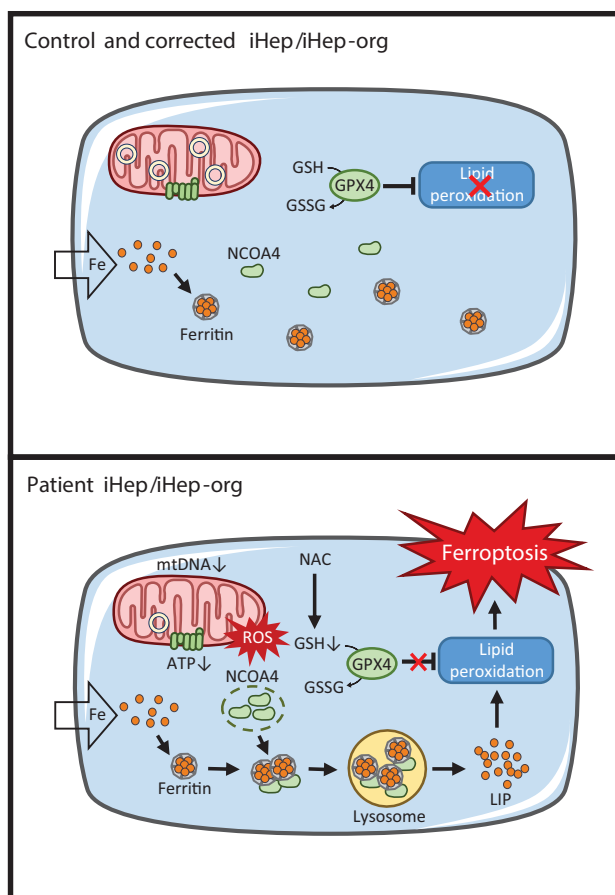 Control and corrected iHep/iHep-org
GSH
GPX4
GSSG
Lipid
peroxidation
Fe
NCOA4
Ferritin
Patient iHep/iHep-org
Ferroptosis
mtDNA↓
NAC
ROS
GSH↓
GPX4
GSSG
Lipid
peroxidation
ATP↓
NCOA4
Fe
Ferritin
Lysosome
LIP